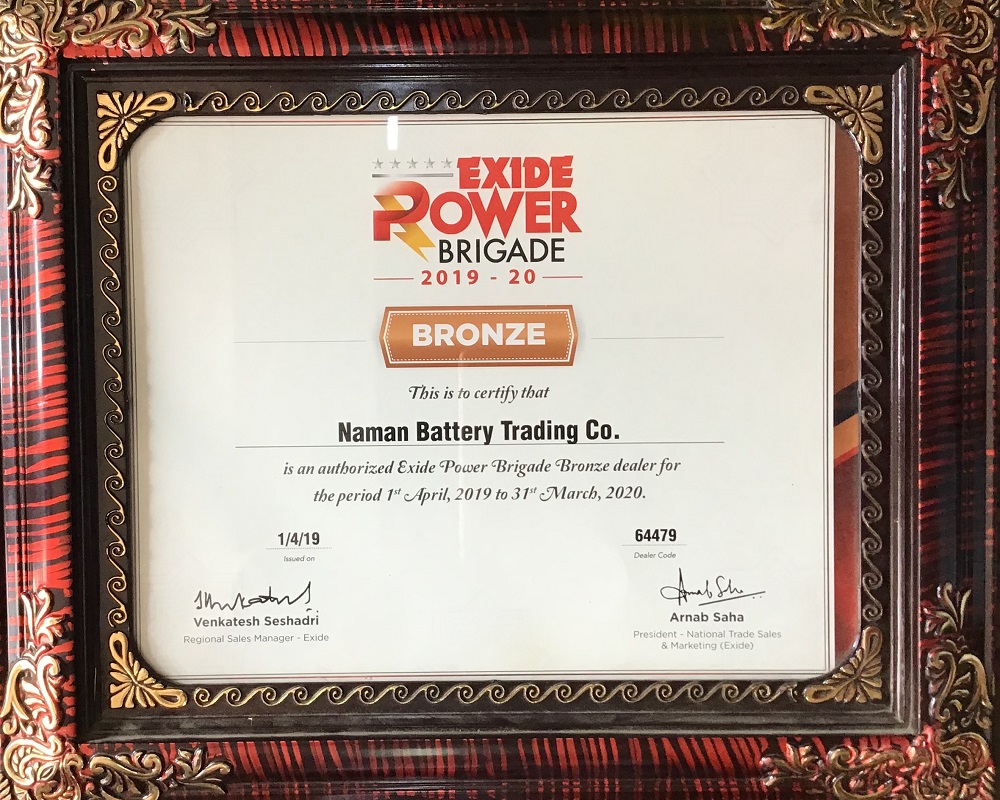 EXIDE
POWER
BRIGADE
2019 - 20
BRONZE
This is to certify that
Naman Battery Trading Co.
is an authorized Exide Power Brigade Bronze dealer for
the period 1st April, 2019 to 31st March, 2020.
1/4/19
Issued on
64479
Dealer Code
Venkatesh Seshadri
Regional Sales Manager - Exide
Arnab Saha
Arnab Saha
President - National Trade Sales
& Marketing (Exide)